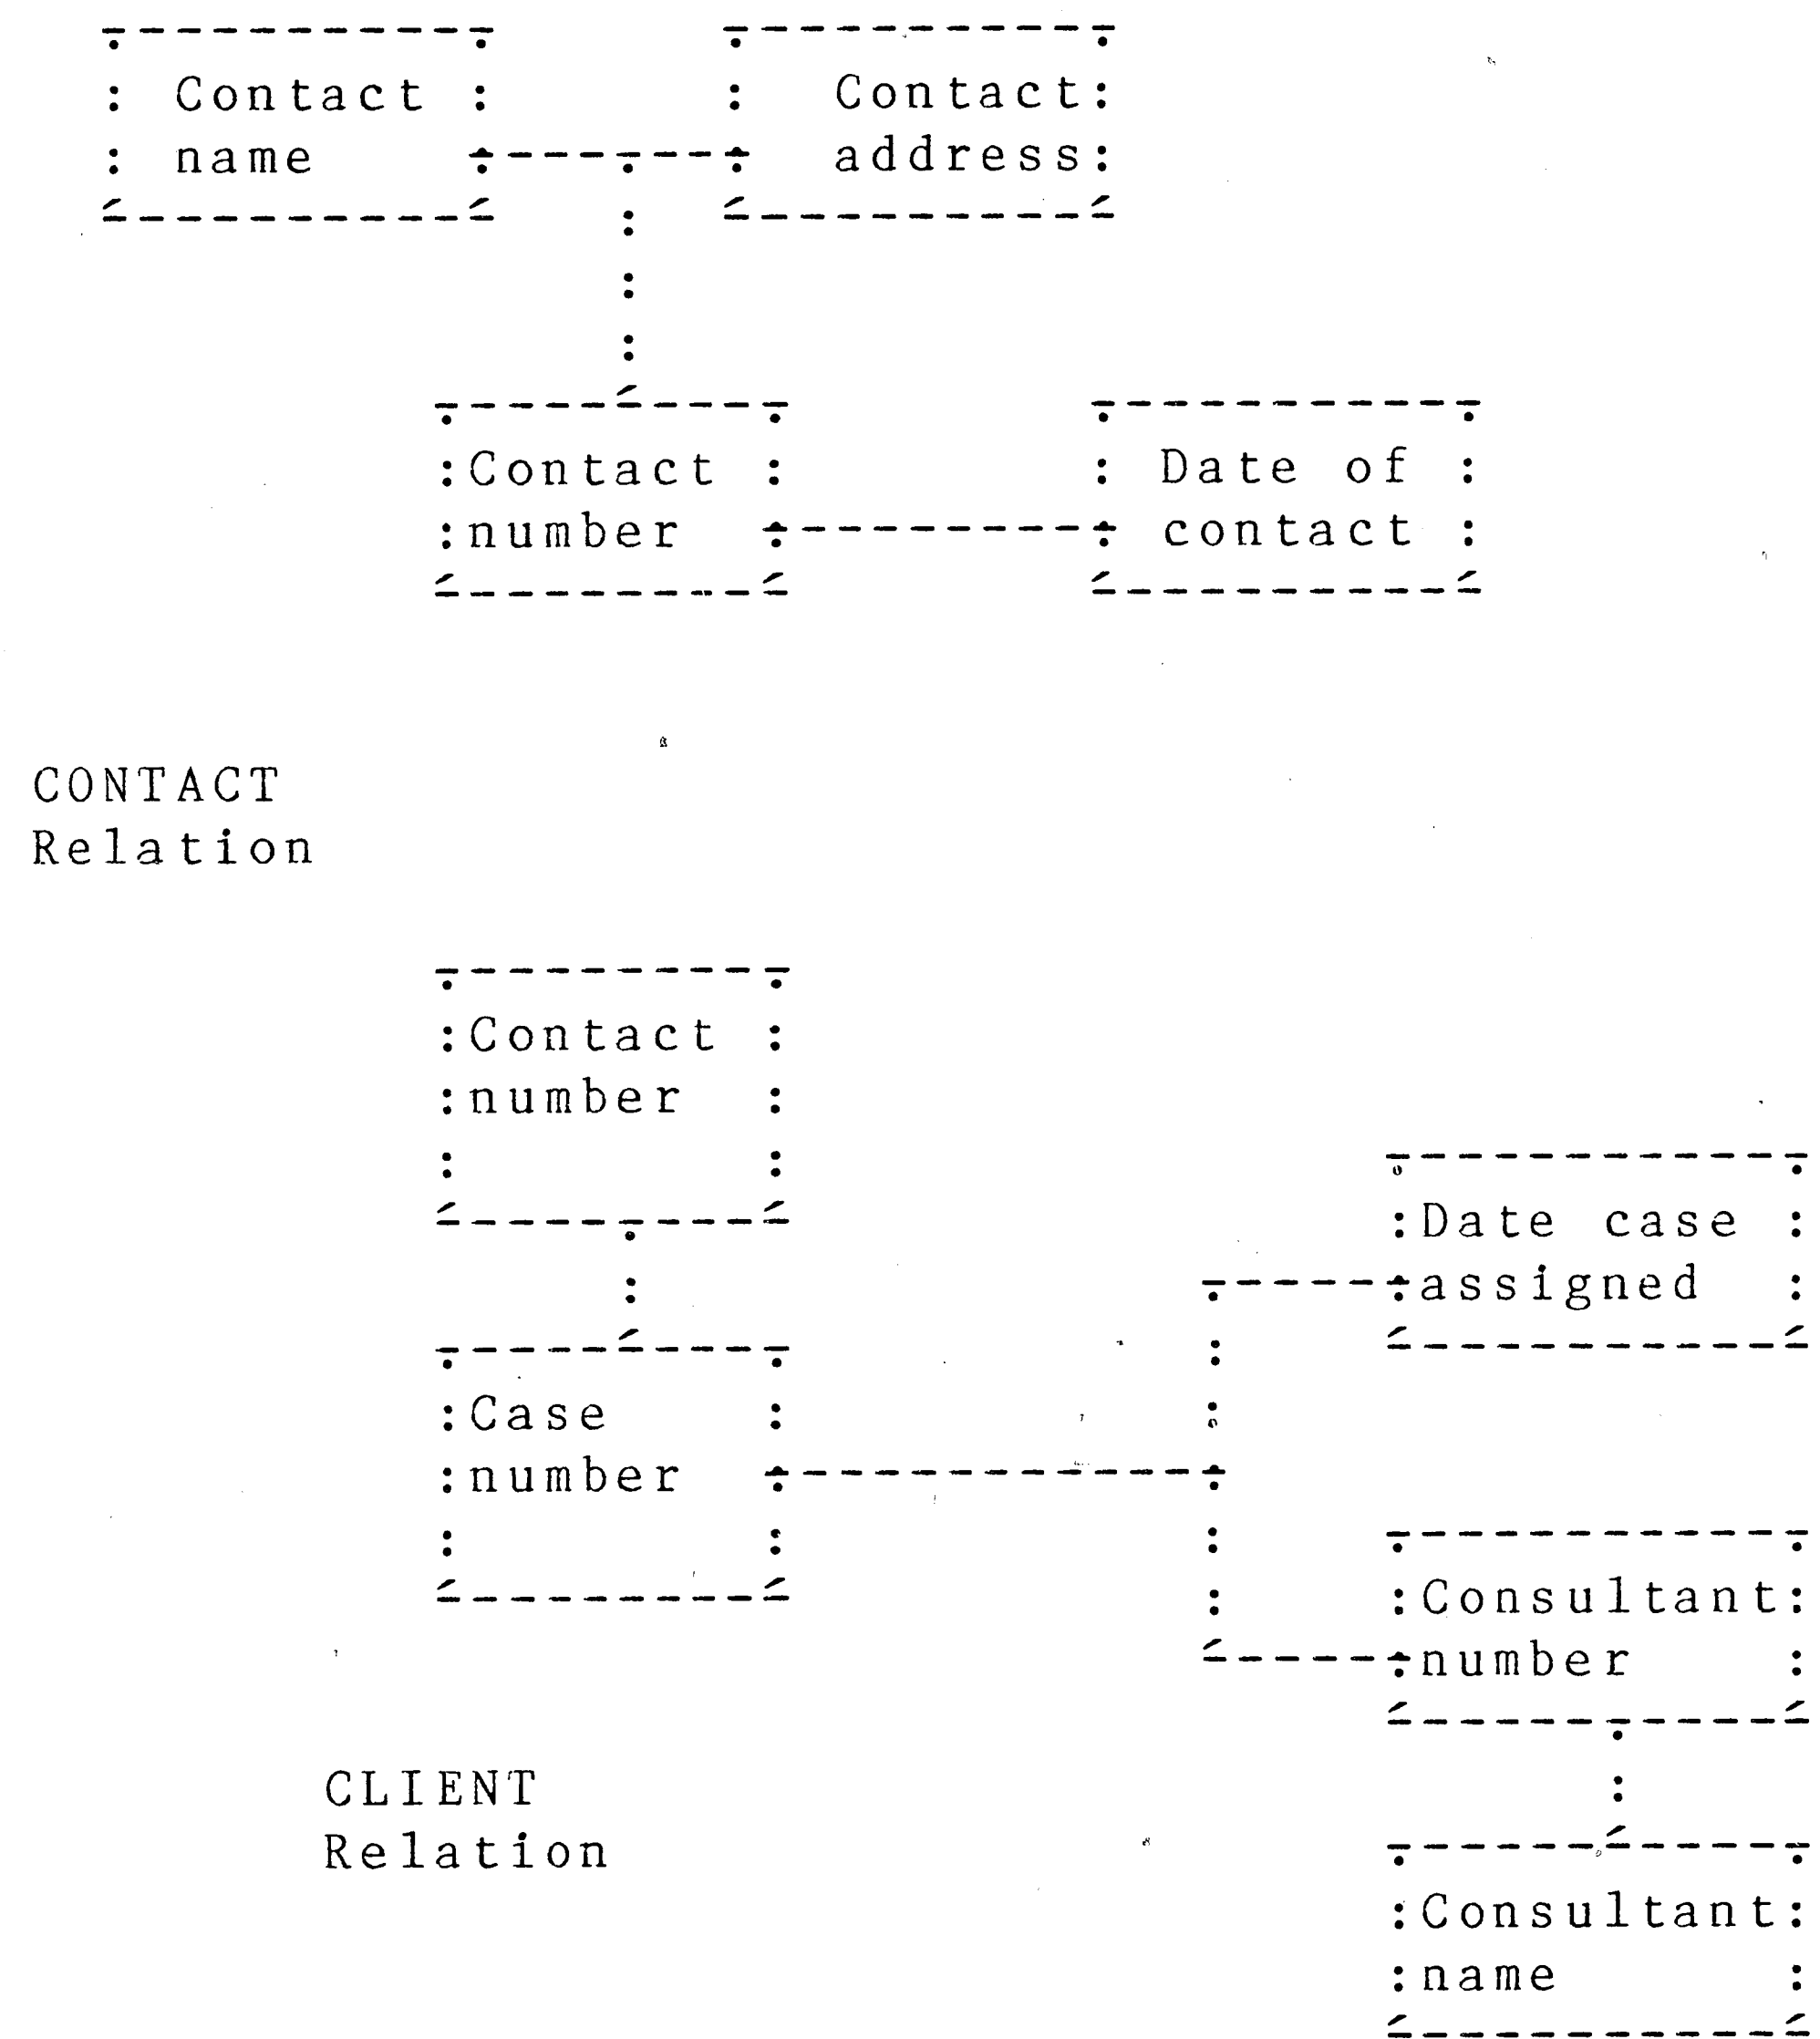 Contact
name
Contact
address
Contact
number
Date of
contact
CONTACT
Relation
Contact
number
Date case
assigned
Case
number
Consultant
number
CLIENT
Relation
Consultant
name